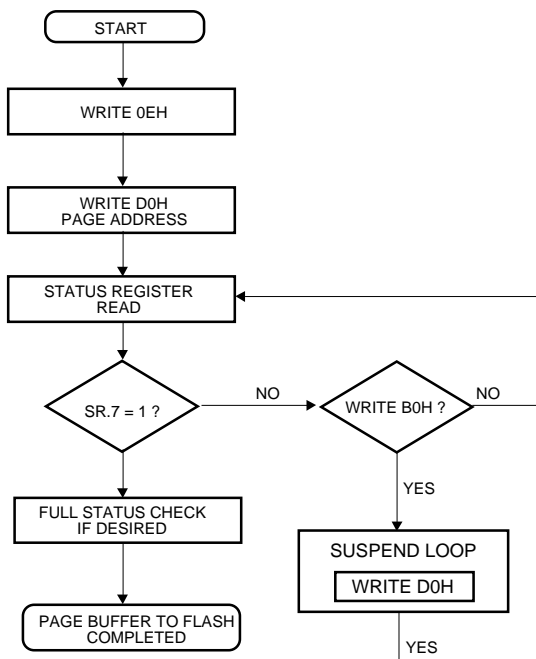 START
WRITE 0EH
WRITE D0H
PAGE ADDRESS
STATUS REGISTER
READ
SR.7 = 1 ?
NO
WRITE B0H ?
NO
YES
FULL STATUS CHECK
IF DESIRED
SUSPEND LOOP
WRITE D0H
YES
PAGE BUFFER TO FLASH
COMPLETED